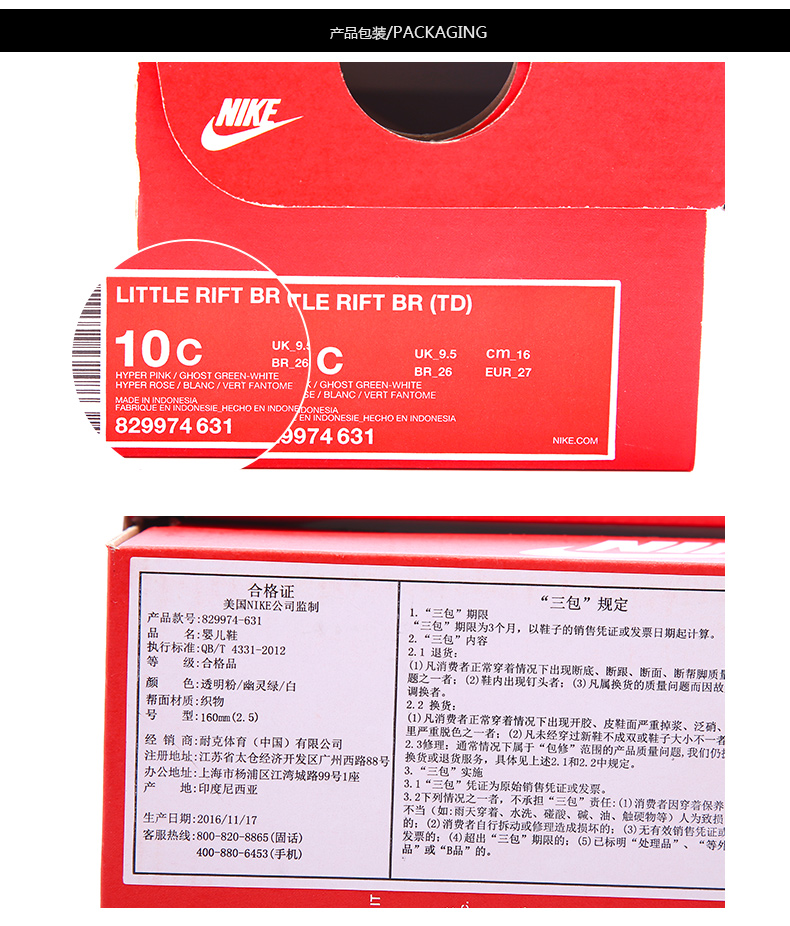 产品包装/PACKAGING
NIKE
LITTLE RIFT BR
TLE RIFT BR (TD)
10C
C
UK_9.5
BR_26
UK_9.5
cm_16
BR_26
EUR_27
HYPER PINK / GHOST GREEN-WHITE
HYPER ROSE / BLANC / VERT FANTOME
/ GHOST GREEN-WHITE
SE / BLANC / VERT FANTOME
MADE IN INDONESIA
FABRIQUE EN INDONESIE_HECHO EN INDON
DONESIA
EN INDONESIE_HECHO EN INDONESIA
829974 631
9974 631
NIKE.COM
NIK
合格证
美国NIKE公司监制
产品款号:829974-631
品 名:婴儿鞋
执行标准:QB/T 4331-2012
等 级:合格品
颜 色:透明粉/幽灵绿/白
帮面材质:织物
号 型:160mm(2.5)
经 销 商:耐克体育（中国）有限公司
注册地址:江苏省太仓经济开发区广州西路88号
办公地址:上海市杨浦区江湾城路99号1座
产 地:印度尼西亚
生产日期:2016/11/17
客服热线:800-820-8865(固话)
400-880-6453(手机)
“三包”规定
1.“三包”期限
“三包”期限为3个月，以鞋子的销售凭证或发票日期起计算。
2.“三包”内容
2.1 退货:
(1)凡消费者正常穿着情况下出现断底、断跟、断面、断帮脚质量
题之一者；(2)鞋内出现钉头者；(3)凡属换货的质量问题而因故
调换者。
2.2 换货:
(1)凡消费者正常穿着情况下出现开胶、皮鞋面严重掉浆、泛硝、
里严重脱色之一者；(2)凡未经穿过新鞋不成双或鞋子大小不一者
2.3修理: 通常情况下属于“包修”范围的产品质量问题,我们仍
换货或退货服务，具体见上述2.1和2.2中规定。
3.“三包”实施
3.1“三包”凭证为原始销售凭证或发票。
3.2下列情况之一者，不承担“三包”责任:(1)消费者因穿着保养
不当（如:雨天穿着、水洗、碰酸、碱、油、触硬物等）人为致损
的；(2)消费者自行拆动或修理造成损坏的；(3)无有效销售凭证或
发票的；(4)超出“三包”期限的；(5)已标明“处理品”、“等外
品”或“B品”的。